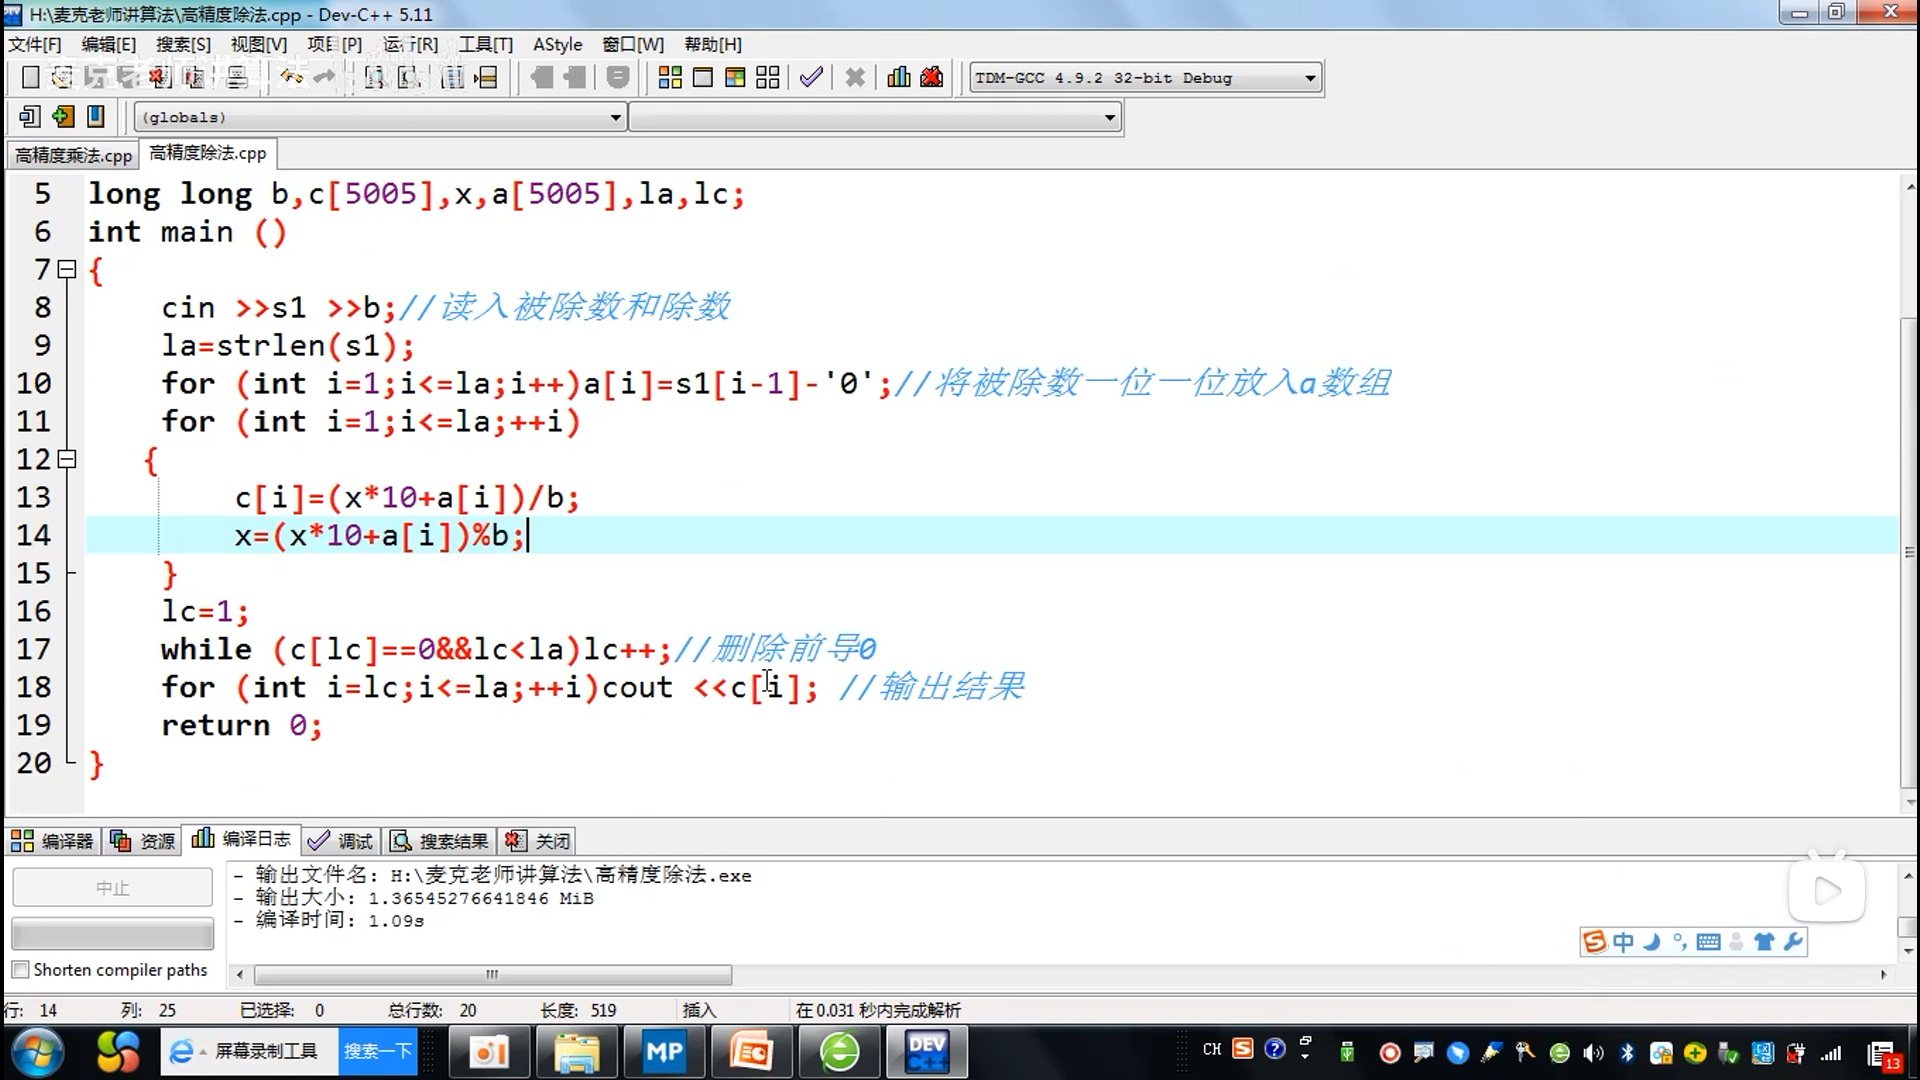 H:\麦克老师讲算法\高精度除法.cpp - Dev-C++ 5.11
文件[F] 编辑[E] 搜索[S] 视图[V] 项目[P] 运行[R] 工具[T] AStyle 窗口[W] 帮助[H]
麦克老师讲算法
TDM-GCC 4.9.2 32-bit Debug
(globals)
高精度乘法.cpp 高精度除法.cpp
5 long long b,c[5005],x,a[5005],la,lc;
6 int main ()
7 {
8 cin >>s1 >>b;//读入被除数和除数
9 la=strlen(s1);
10 for (int i=1;i<=la;i++)a[i]=s1[i-1]-'0';//将被除数一位一位放入a数组
11 for (int i=1;i<=la;++i)
12 {
13 c[i]=(x*10+a[i])/b;
14 x=(x*10+a[i])%b;
15 }
16 lc=1;
17 while (c[lc]==0&&lc<la)lc++;//删除前导0
18 for (int i=lc;i<=la;++i)cout <<c[i]; //输出结果
19 return 0;
20 }
编译器 资源 编译日志 调试 搜索结果 关闭
中止
- 输出文件名: H:\麦克老师讲算法\高精度除法.exe
- 输出大小: 1.36545276641846 MiB
- 编译时间: 1.09s
中
Shorten compiler paths
行: 14 列: 25 已选择: 0 总行数: 20 长度: 519 插入 在 0.031 秒内完成解析
屏幕录制工具 搜索一下 MP DEV C++ CH 13